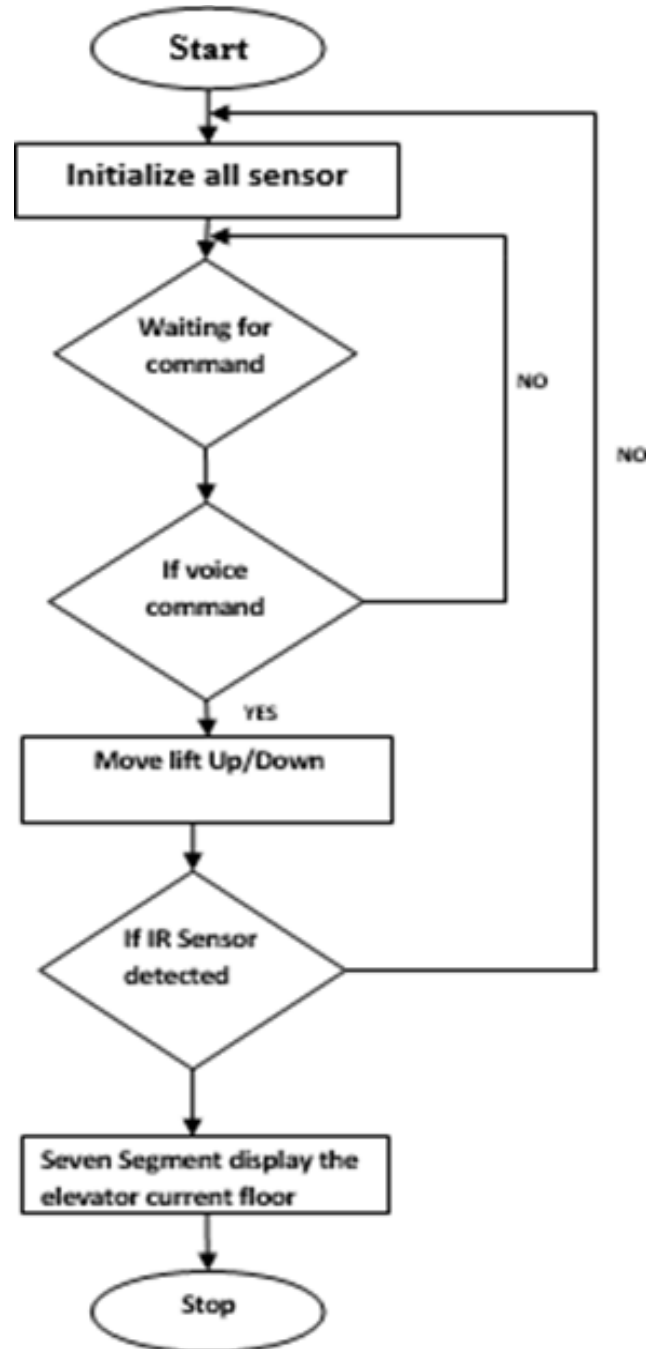 Start
Initialize all sensor
Waiting for
command
NO
NO
If voice
command
YES
Move lift Up/Down
If IR Sensor
detected
Seven Segment display the
elevator current floor
Stop